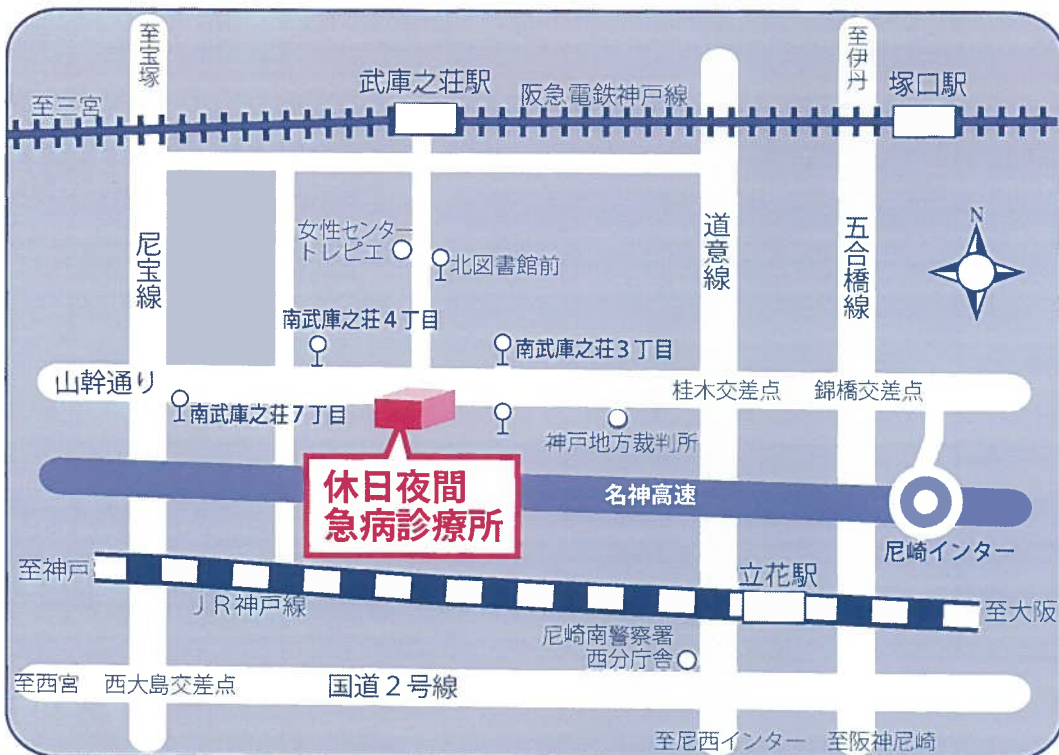 至宝塚
至伊丹
武庫之荘駅
阪急電鉄神戸線
塚口駅
至三宮
N
女性センター
トレピエ
北図書館前
尼宝線
道意線
五合橋線
南武庫之荘4丁目
南武庫之荘3丁目
山幹通り
桂木交差点
錦橋交差点
南武庫之荘7丁目
神戸地方裁判所
休日夜間
急病診療所
名神高速
尼崎インター
至神戸
立花駅
JR神戸線
至大阪
尼崎南警察署
西分庁舎
至西宮
西大島交差点
国道2号線
至尼西インター
至阪神尼崎